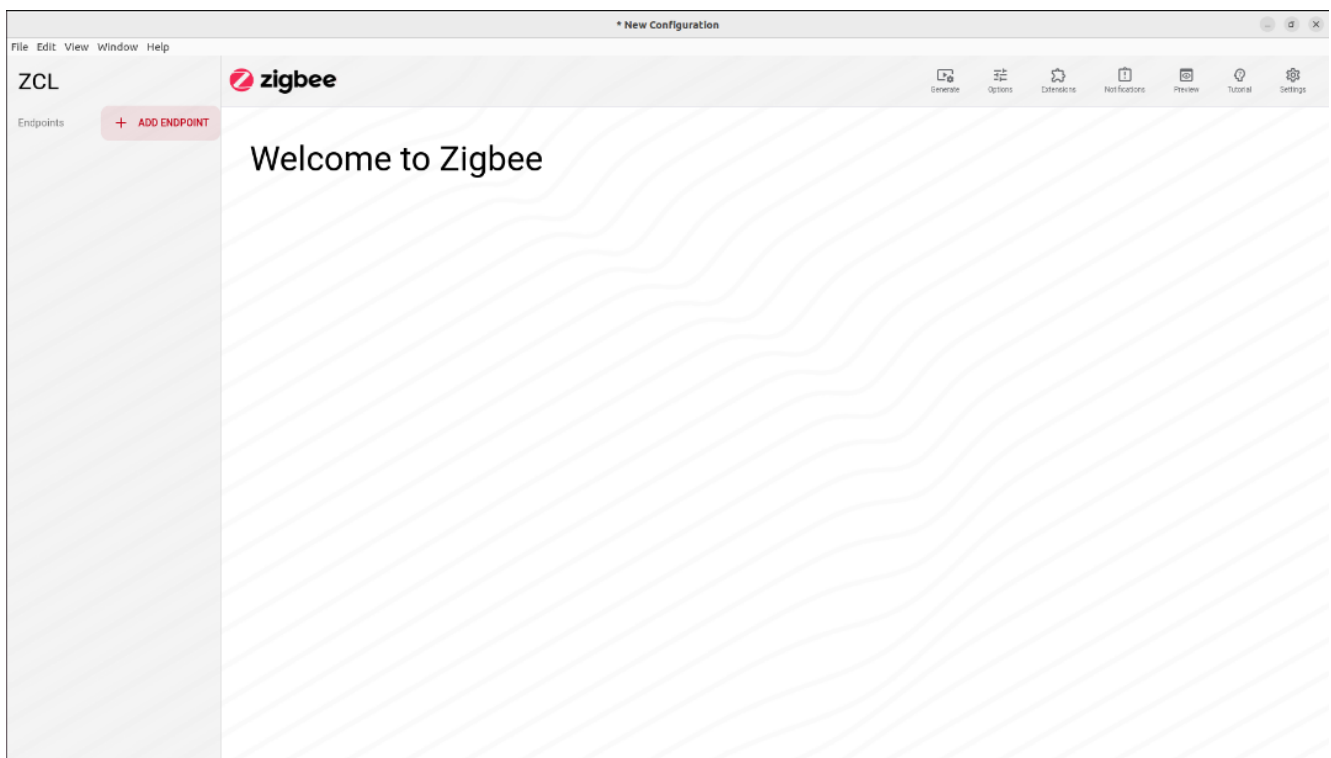 * New Configuration
File Edit View Window Help
ZCL
zigbee
Generate Options Extensions Notifications Preview Tutorial Settings
Endpoints + ADD ENDPOINT
Welcome to Zigbee